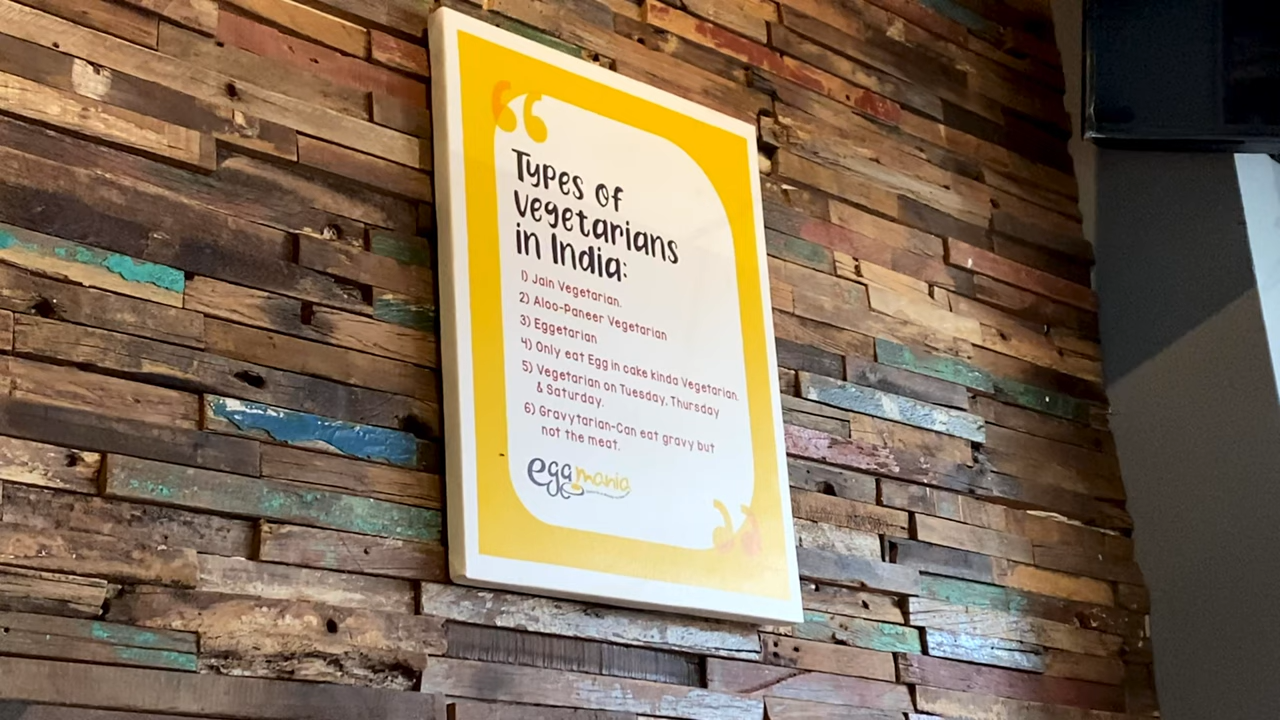 Types of
vegetarians
in India:
1) Jain Vegetarian.
2) Aloo-Paneer Vegetarian
3) Eggetarian
4) Only eat Egg in cake kinda Vegetarian.
5) Vegetarian on Tuesday, Thursday
& Saturday.
6) Gravytarian-Can eat gravy but
not the meat.
eggmania